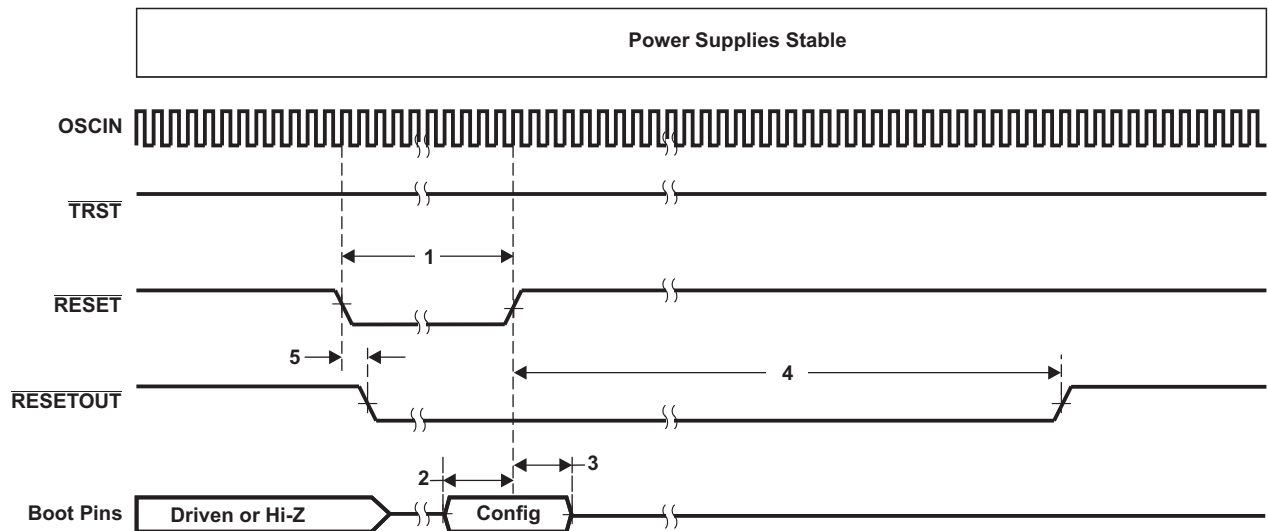 Power Supplies Stable
OSCIN
TRST
1
RESET
5
4
RESETOUT
2
3
Boot Pins
Driven or Hi-Z
Config